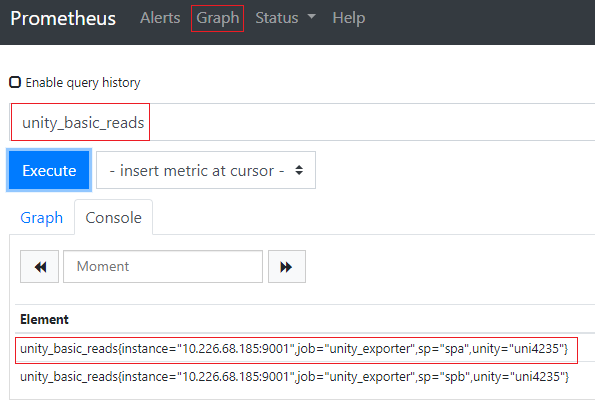 Prometheus Alerts Graph Status Help
Enable query history
unity_basic_reads
Execute - insert metric at cursor -
Graph Console
Moment
Element
unity_basic_reads{instance="10.226.68.185:9001",job="unity_exporter",sp="spa",unity="uni4235"}
unity_basic_reads{instance="10.226.68.185:9001",job="unity_exporter",sp="spb",unity="uni4235"}